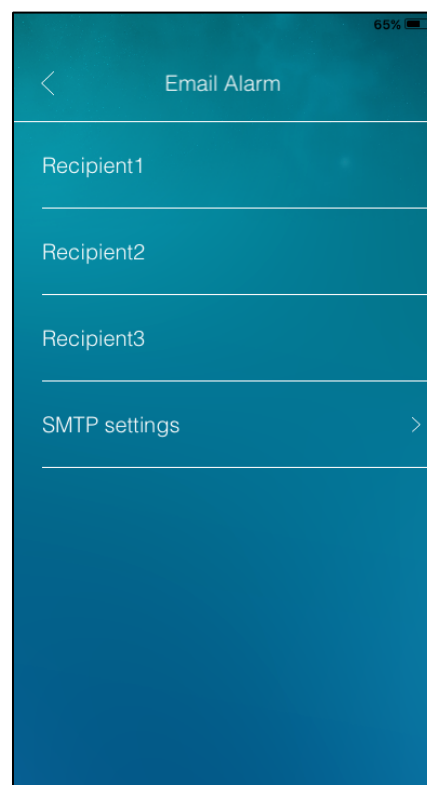 65%
Email Alarm
Recipient1
Recipient2
Recipient3
SMTP settings